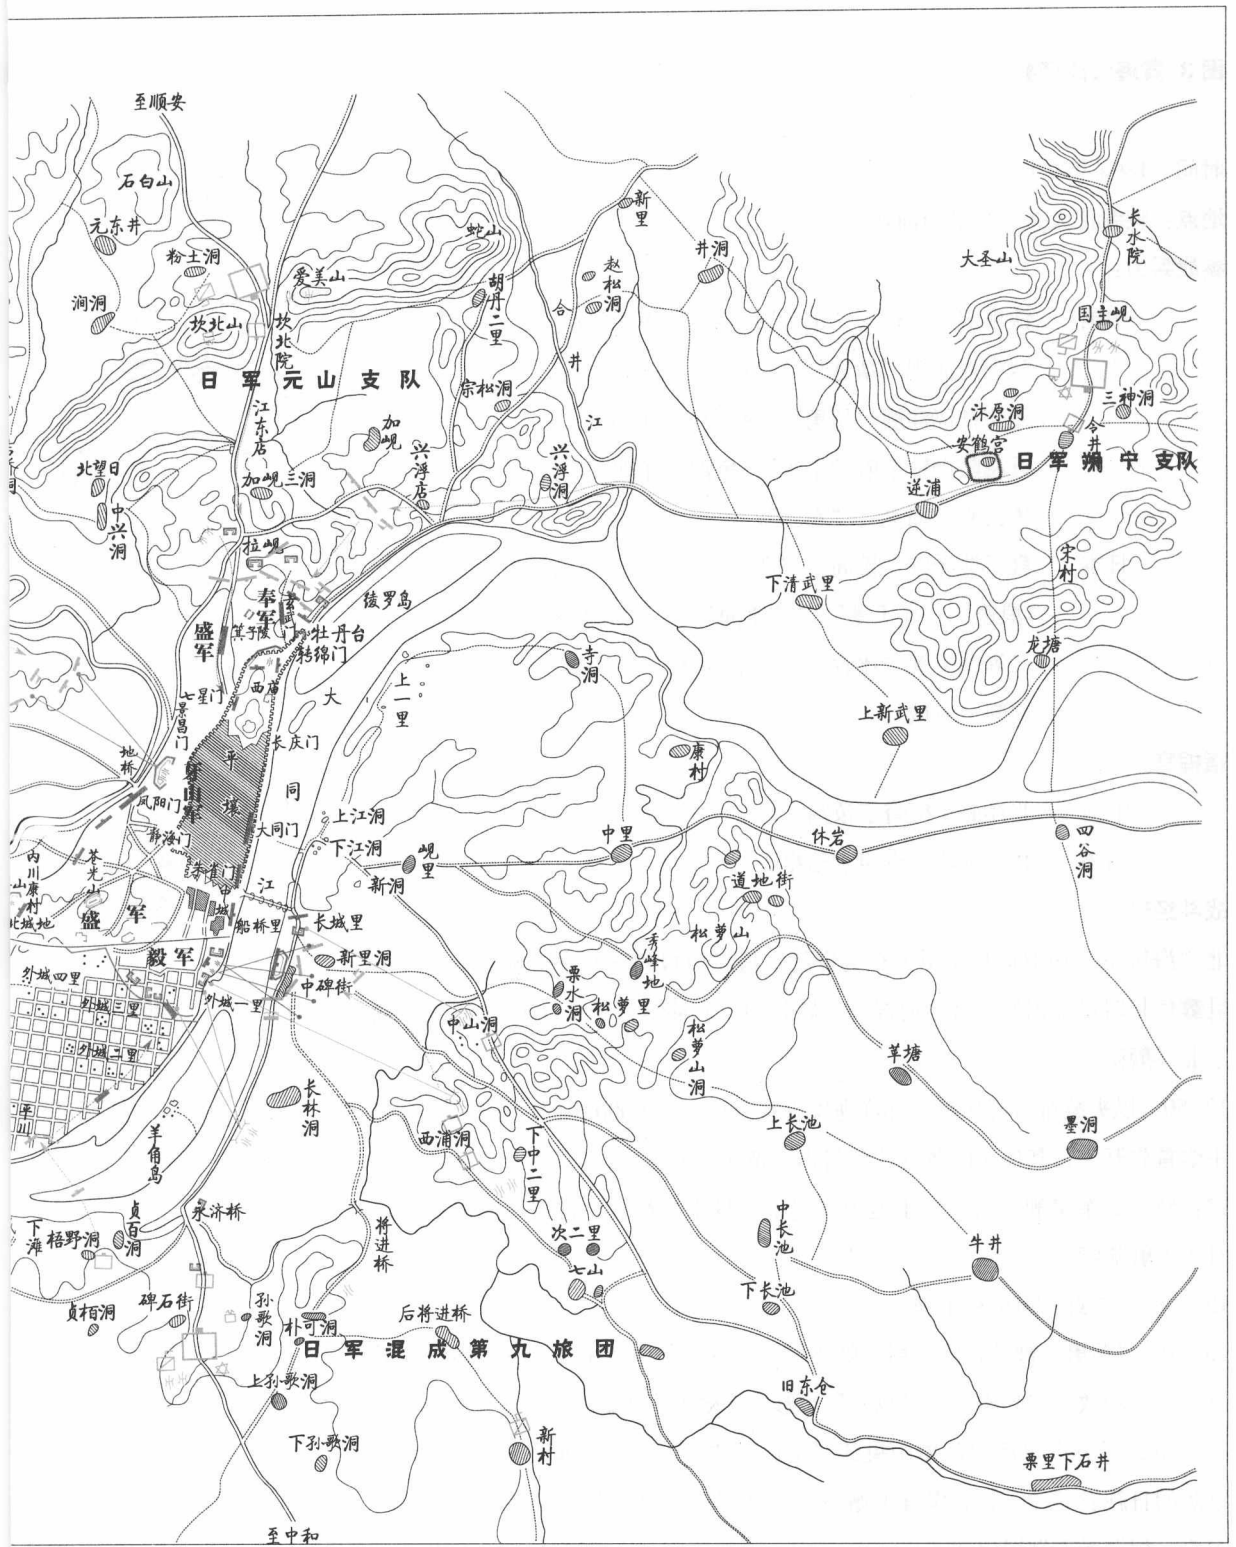 至顺安
石白山
元东井
粉土洞
涧洞
坎北山
爱美山
坎北院
蛇山
胡丹二里
新里
赵松洞
井洞
合井江
大圣山
长水院
国主岘
三神洞
沐原洞
安鹤宫
令井
日军元山支队
日军朔宁支队
江东店
加岘
宗松洞
兴浮店
兴浮洞
北望日
中兴洞
加岘三洞
逆浦
拉岘
绫罗岛
奉军
玄武门
盛军
箕子陵
牡丹台
转绵门
下清武里
宋村
龙塘
上新武里
西庙
七星门
景昌门
长庆门
大同江
上一里
寺洞
康村
地桥
平壤
凤阳门
静海门
大同门
朱雀门
上江洞
下江洞
岘里
新洞
中里
休岩
四谷洞
道地街
内川康村
苍光山
盛军
中城
船桥里
长城里
松萝山
毅军
新里洞
中碑街
秀峰地
栗水洞
松萝里
外城四里
外城三里
外城一里
外城二里
中山洞
松萝山洞
草塘
平川
长林洞
羊角岛
西浦洞
下中二里
上长池
墨洞
永济桥
将进桥
下滩
梧野洞
贞百洞
次二里
七山
中长池
牛井
下长池
贞栢洞
碑石街
孙歌洞
朴可洞
后将进桥
日军混成第九旅团
上孙歌洞
旧东仓
下孙歌洞
新村
栗里下石井
至中和